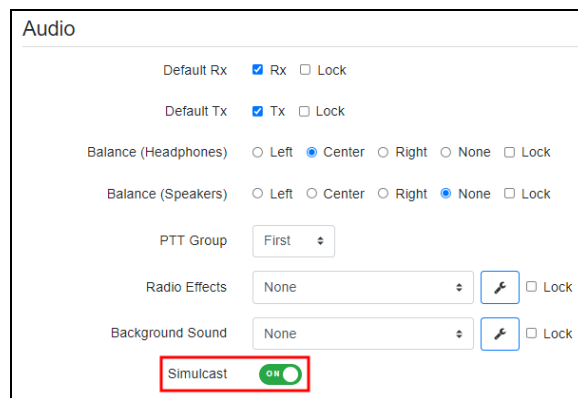 Audio
Default Rx Rx Lock
Default Tx Tx Lock
Balance (Headphones) Left Center Right None Lock
Balance (Speakers) Left Center Right None Lock
PTT Group First
Radio Effects None Lock
Background Sound None Lock
Simulcast ON